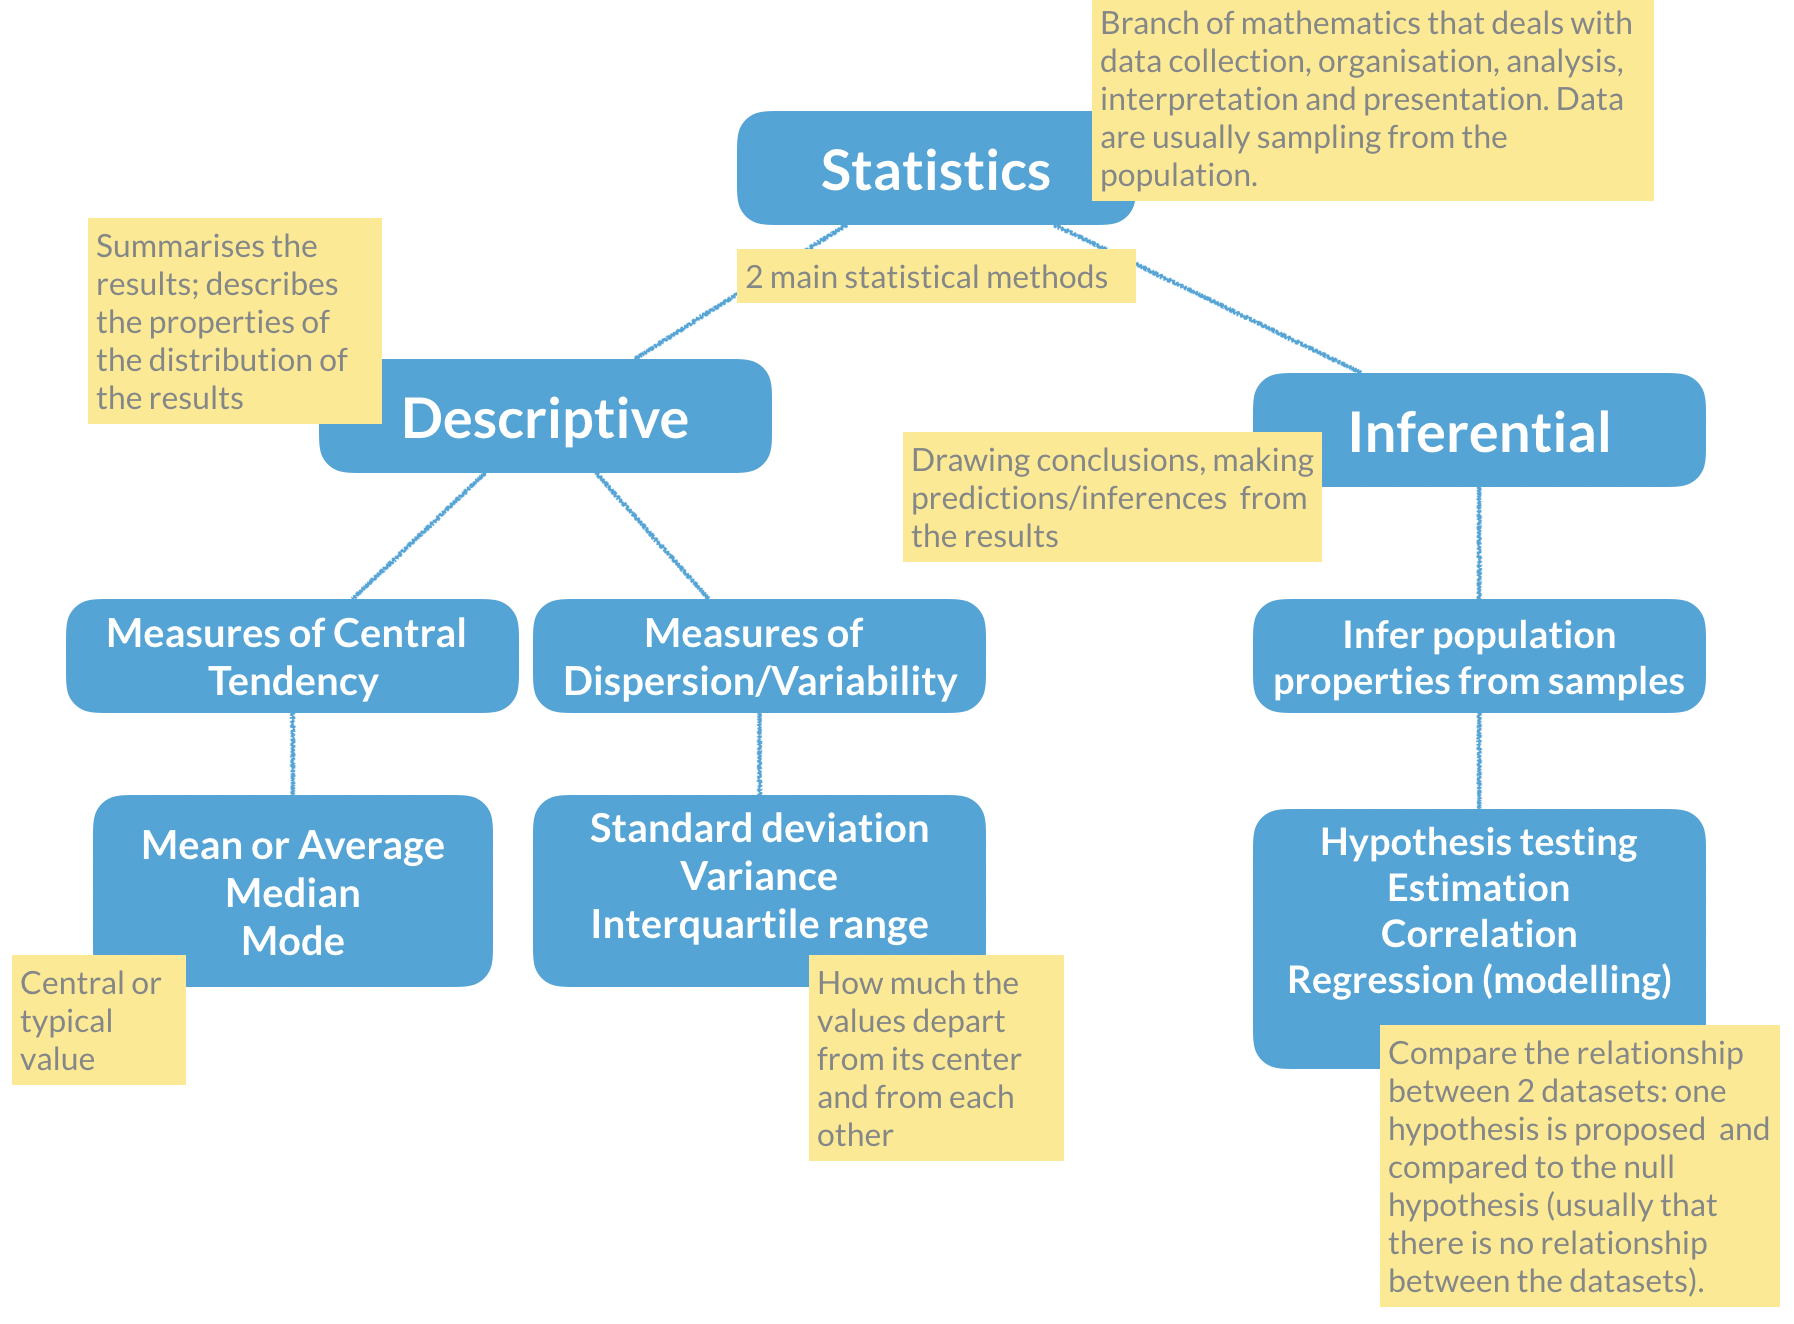 Branch of mathematics that deals with
data collection, organisation, analysis,
interpretation and presentation. Data
are usually sampling from the
population.
Statistics
2 main statistical methods
Summarises the
results; describes
the properties of
the distribution of
the results
Descriptive
Inferential
Drawing conclusions, making
predictions/inferences from
the results
Measures of Central
Tendency
Measures of
Dispersion/Variability
Infer population
properties from samples
Mean or Average
Median
Mode
Central or
typical
value
Standard deviation
Variance
Interquartile range
How much the
values depart
from its center
and from each
other
Hypothesis testing
Estimation
Correlation
Regression (modelling)
Compare the relationship
between 2 datasets: one
hypothesis is proposed and
compared to the null
hypothesis (usually that
there is no relationship
between the datasets).